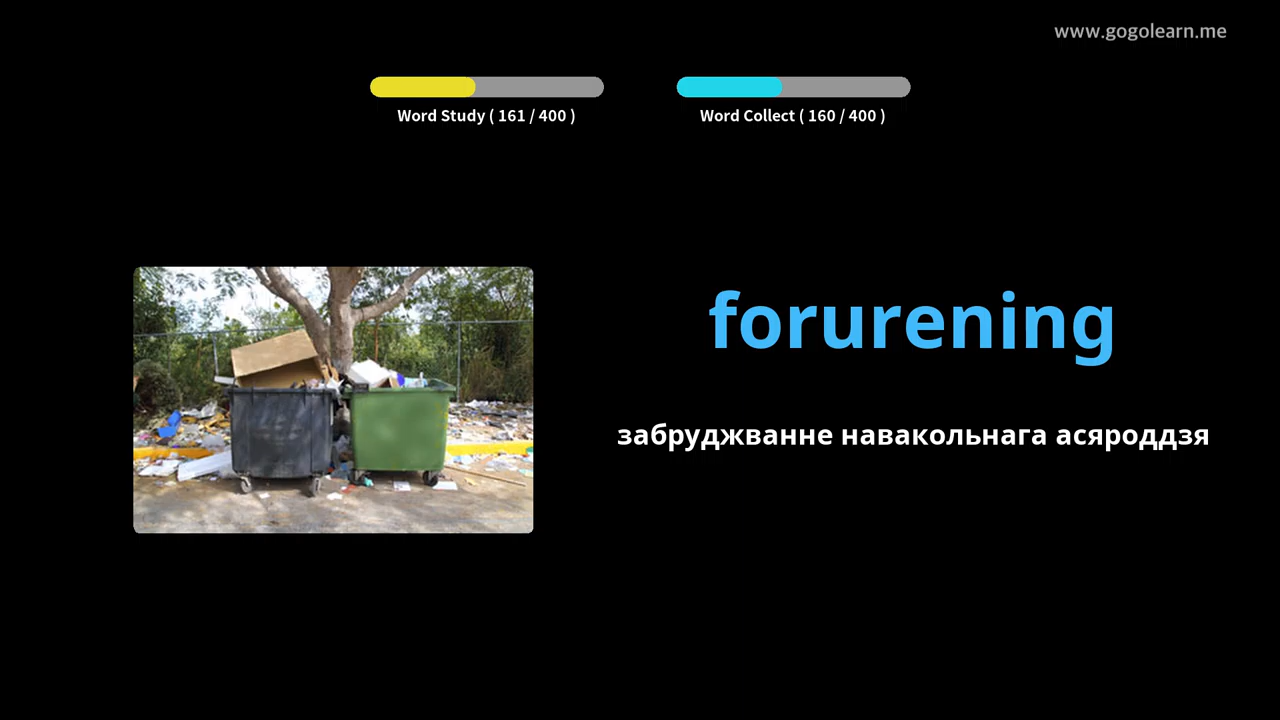 www.gogolearn.me
Word Study ( 161 / 400 )
Word Collect ( 160 / 400 )
forurening
забруджванне навакольнага асяроддзя